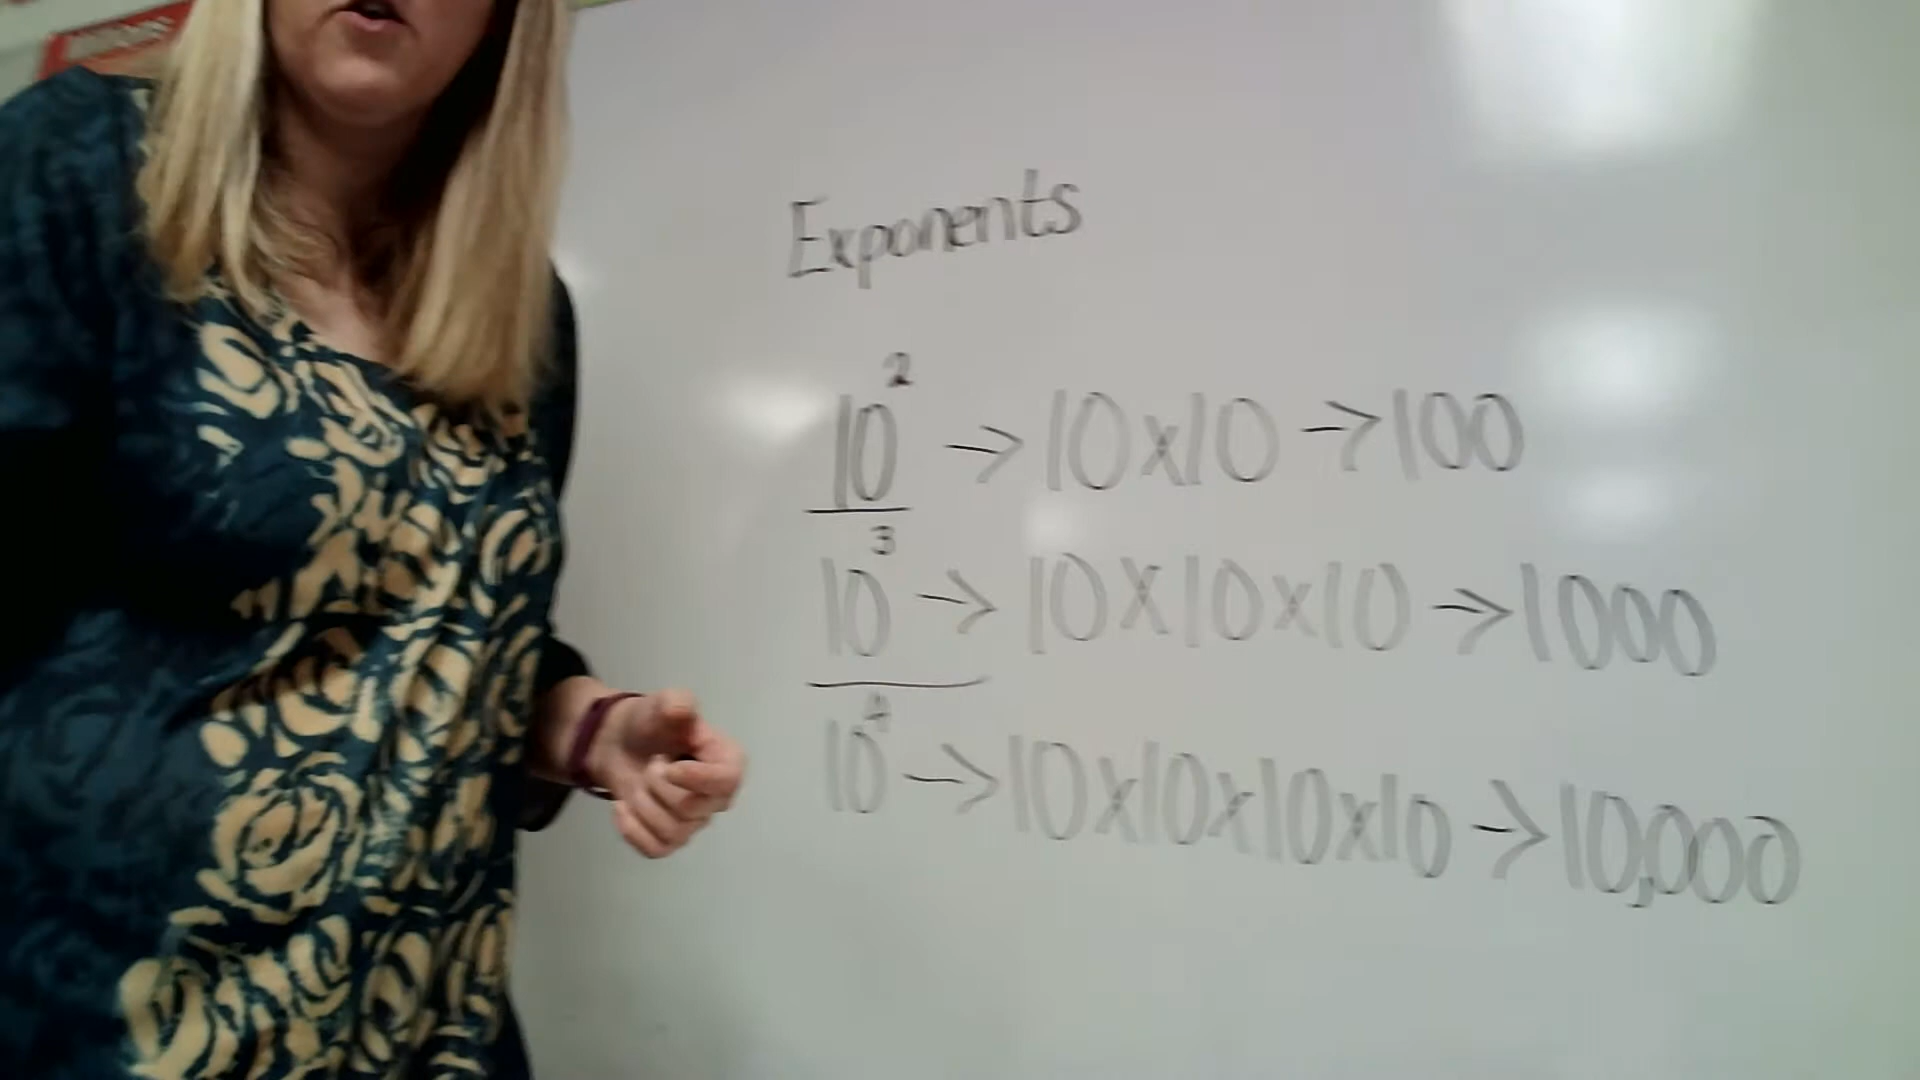 Exponents
10² → 10x10 → 100
10³ → 10x10x10 → 1000
10⁴ → 10x10x10x10 → 10,000